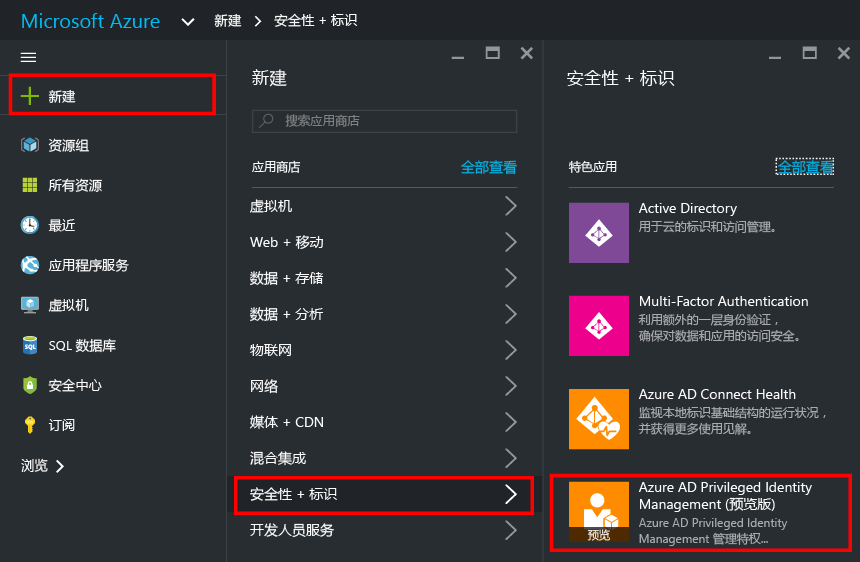 Microsoft Azure
新建
安全性 + 标识
新建
资源组
所有资源
最近
应用程序服务
虚拟机
SQL 数据库
安全中心
订阅
浏览
新建
搜索应用商店
应用商店
全部查看
虚拟机
Web + 移动
数据 + 存储
数据 + 分析
物联网
网络
媒体 + CDN
混合集成
安全性 + 标识
开发人员服务
安全性 + 标识
特色应用
全部查看
Active Directory
用于云的标识和访问管理。
Multi-Factor Authentication
利用额外的一层身份验证，
确保对数据和应用的访问安全。
Azure AD Connect Health
监视本地标识基础结构的运行状况，
并获得更多使用见解。
预览
Azure AD Privileged Identity
Management (预览版)
Azure AD Privileged Identity
Management 管理特权...